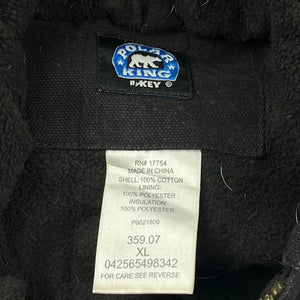 POLAR
KING
By KEY ©
RN# 17754
MADE IN CHINA
SHELL: 100% COTTON
LINING:
100% POLYESTER
INSULATION:
100% POLYESTER
P0021809
359.07
XL
042565498342
FOR CARE SEE REVERSE